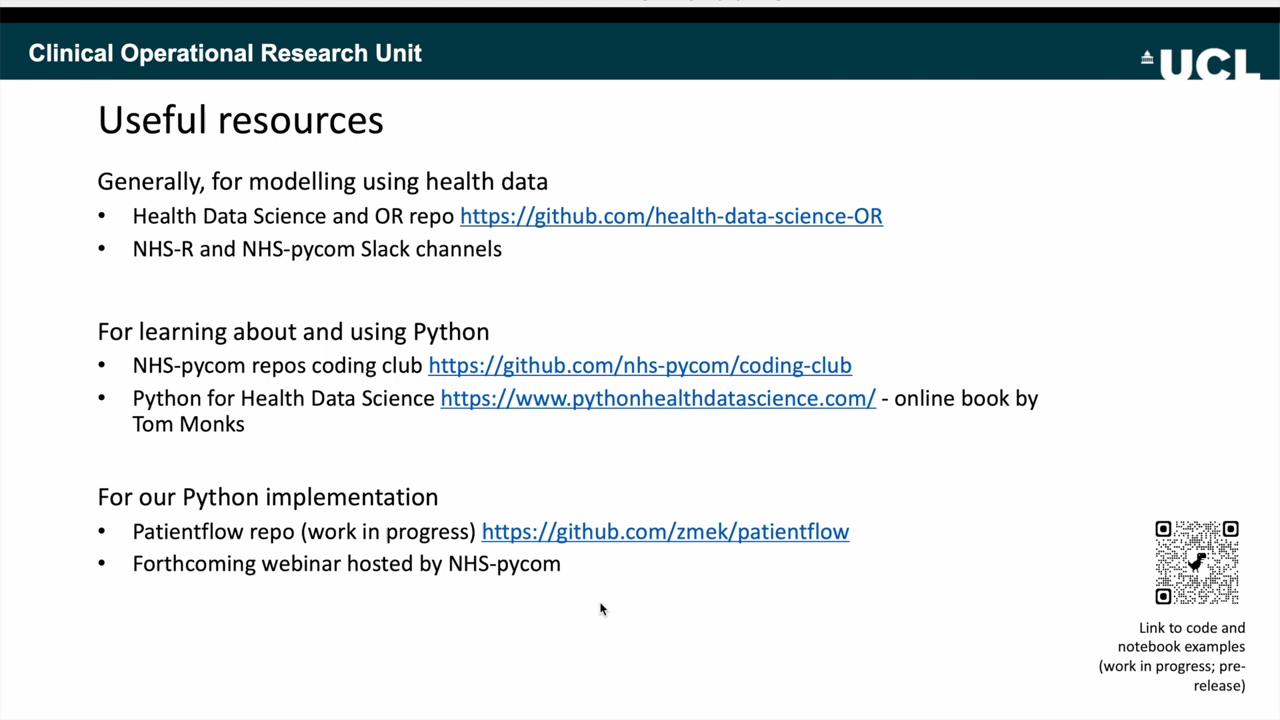 Clinical Operational Research Unit
UCL
Useful resources
Generally, for modelling using health data
• Health Data Science and OR repo https://github.com/health-data-science-OR
• NHS-R and NHS-pycom Slack channels
For learning about and using Python
• NHS-pycom repos coding club https://github.com/nhs-pycom/coding-club
• Python for Health Data Science https://www.pythonhealthdatascience.com/ - online book by
Tom Monks
For our Python implementation
• Patientflow repo (work in progress) https://github.com/zmek/patientflow
• Forthcoming webinar hosted by NHS-pycom
Link to code and
notebook examples
(work in progress; pre-
release)